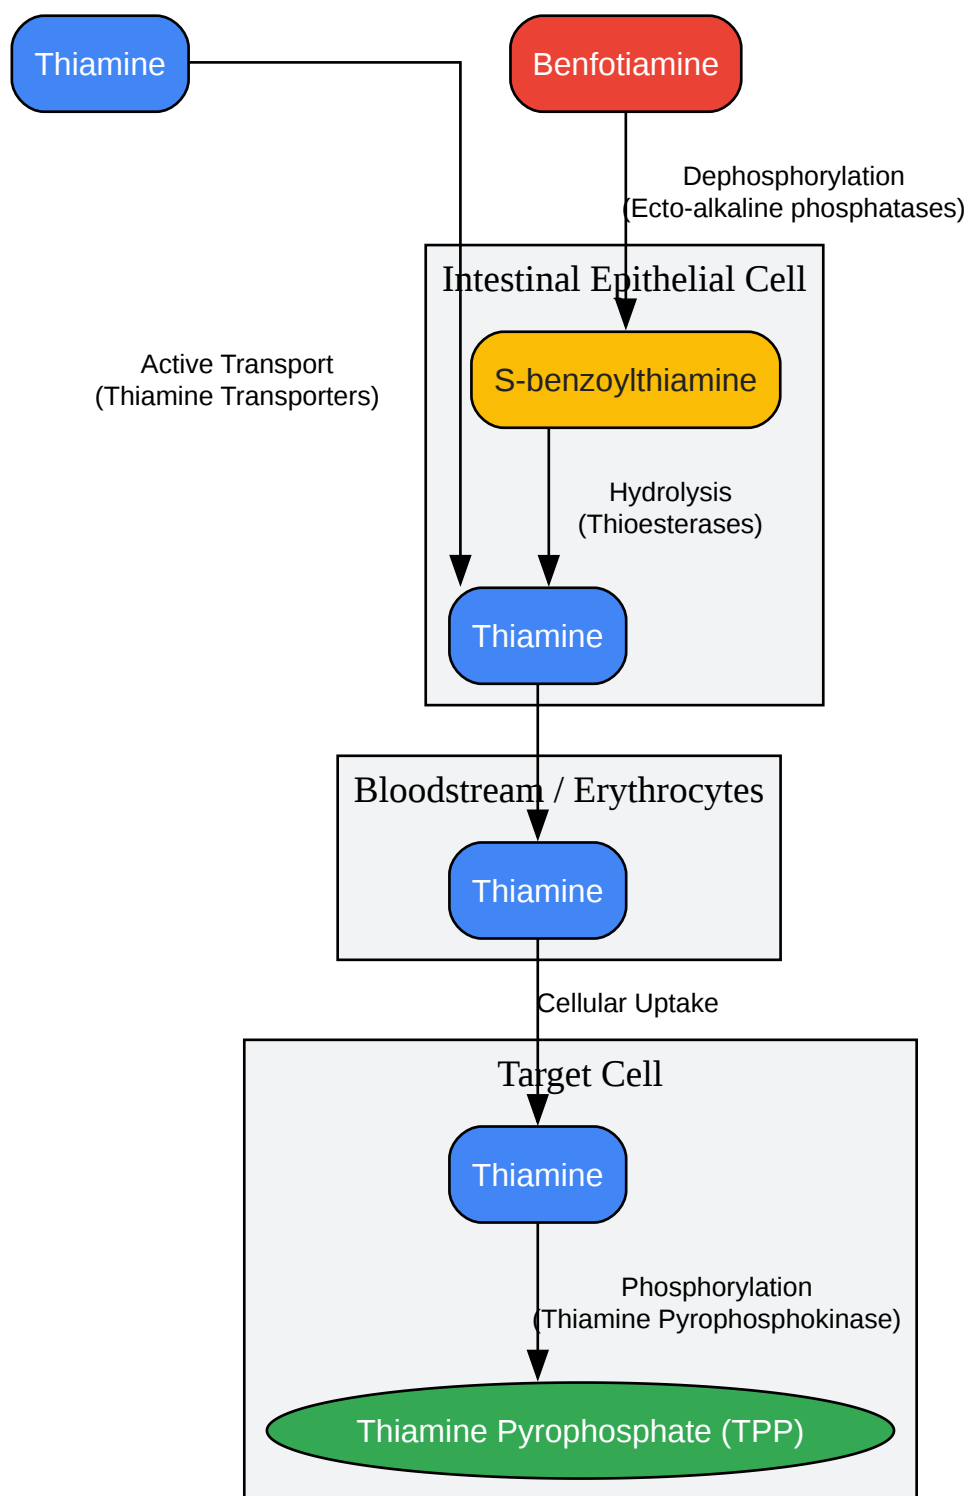 Thiamine
Benfotiamine
Dephosphorylation
(Ecto-alkaline phosphatases)
Intestinal Epithelial Cell
Active Transport
(Thiamine Transporters)
S-benzoylthiamine
Hydrolysis
(Thioesterases)
Thiamine
Bloodstream / Erythrocytes
Thiamine
Cellular Uptake
Target Cell
Thiamine
Phosphorylation
(Thiamine Pyrophosphokinase)
Thiamine Pyrophosphate (TPP)